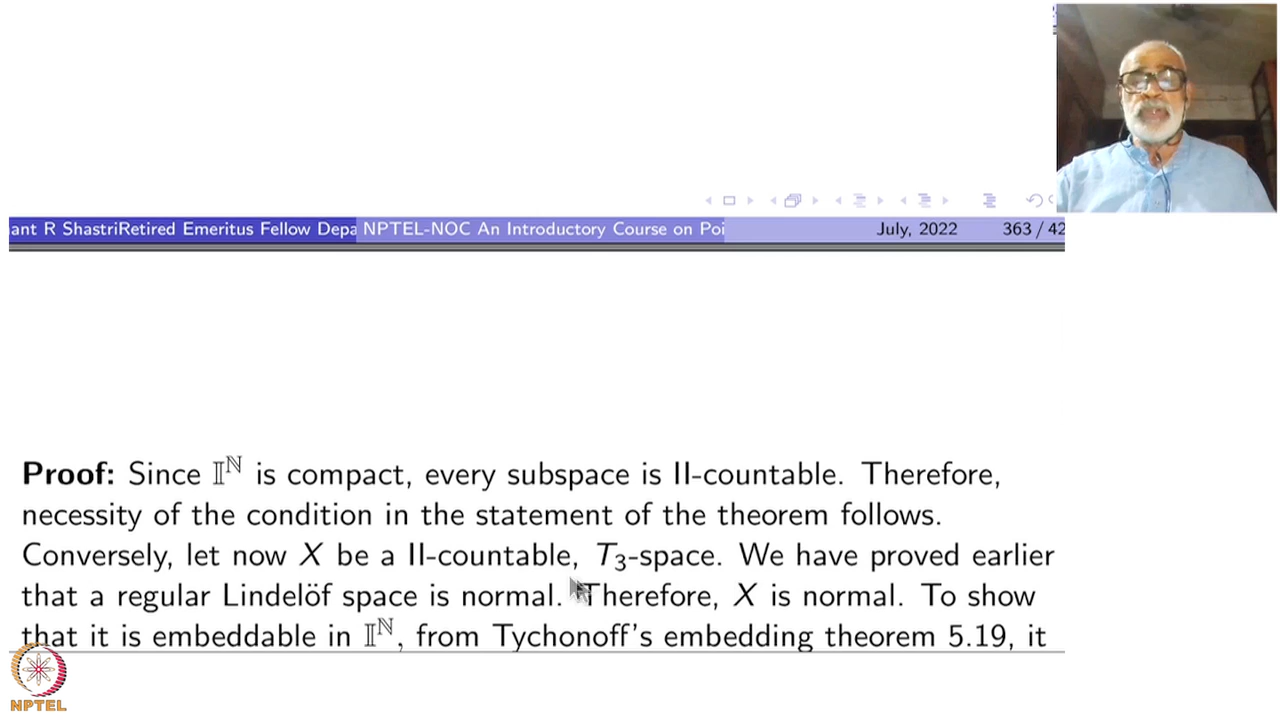 ant R ShastriRetired Emeritus Fellow Depa NPTEL-NOC An Introductory Course on Poi July, 2022 363 / 42
Proof: Since 𝕀^ℕ is compact, every subspace is II-countable. Therefore,
necessity of the condition in the statement of the theorem follows.
Conversely, let now X be a II-countable, T₃-space. We have proved earlier
that a regular Lindelöf space is normal. Therefore, X is normal. To show
that it is embeddable in 𝕀^ℕ, from Tychonoff's embedding theorem 5.19, it
NPTEL